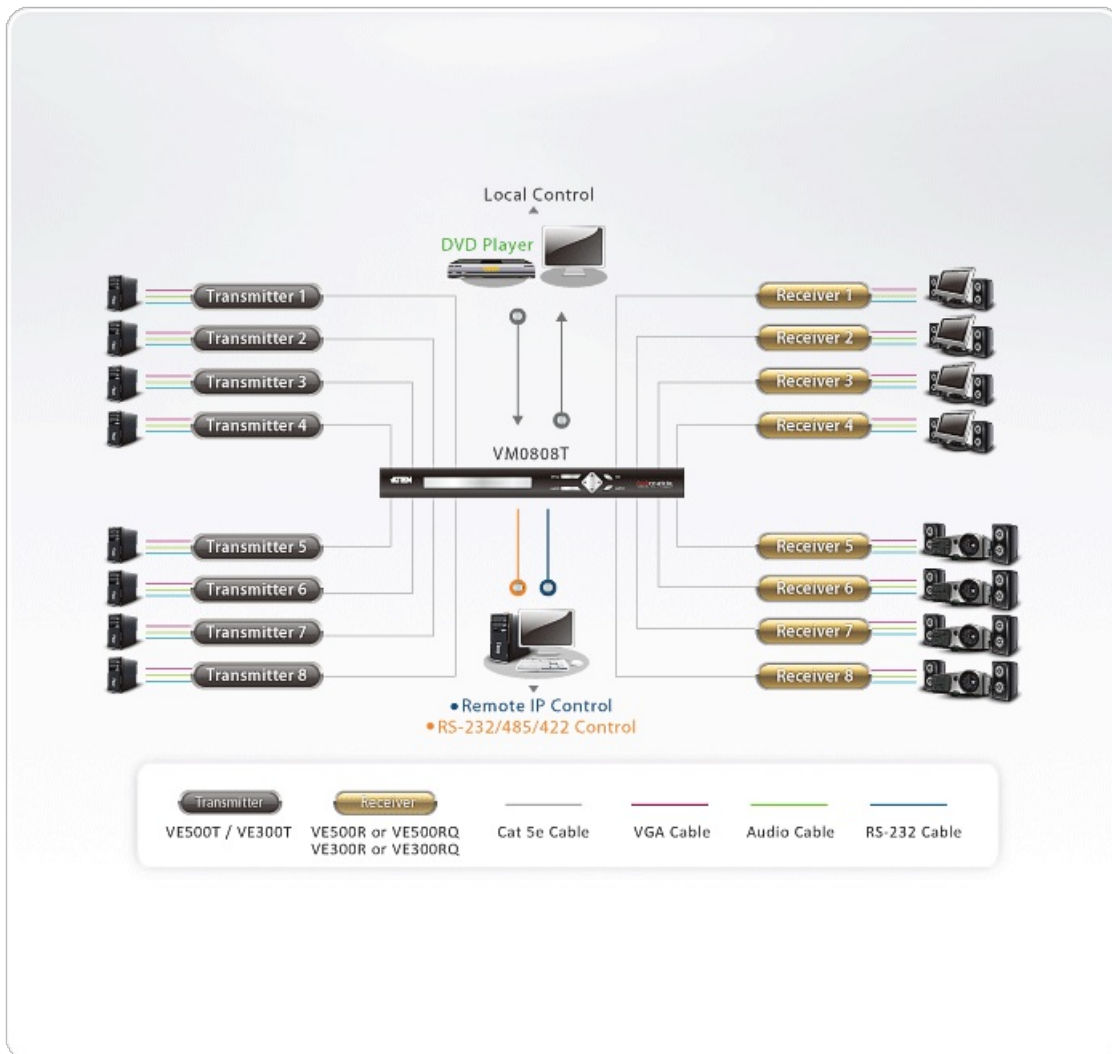 Local Control
DVD Player
Transmitter 1
Transmitter 2
Transmitter 3
Transmitter 4
Receiver 1
Receiver 2
Receiver 3
Receiver 4
VM0808T
ATEN
Transmitter 5
Transmitter 6
Transmitter 7
Transmitter 8
Receiver 5
Receiver 6
Receiver 7
Receiver 8
• Remote IP Control
• RS-232/485/422 Control
Transmitter
VE500T / VE300T
Receiver
VE500R or VE500RQ
VE300R or VE300RQ
Cat 5e Cable
VGA Cable
Audio Cable
RS-232 Cable